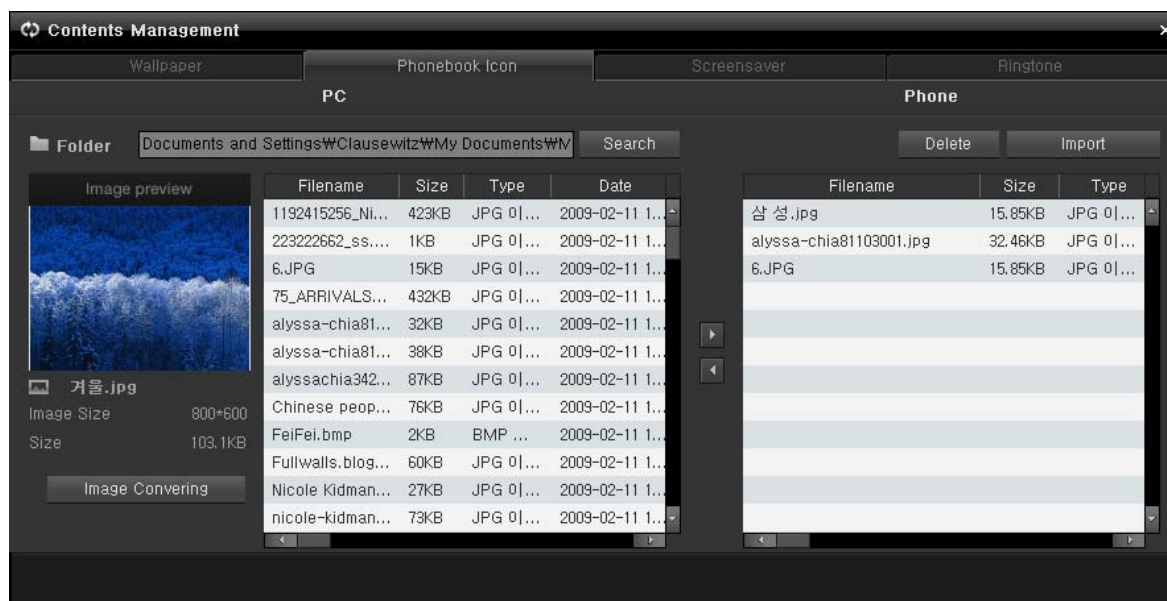 Contents Management
Wallpaper Phonebook Icon Screensaver Ringtone
PC Phone
Folder Documents and Settings₩Clausewitz₩My Documents₩M Search Delete Import
Image preview Filename Size Type Date Filename Size Type
1192415256_Ni... 423KB JPG 이... 2009-02-11 1... 삼 성.jpg 15,85KB JPG 이...
223222662_ss.... 1KB JPG 이... 2009-02-11 1... alyssa-chia81103001.jpg 32,46KB JPG 이...
6.JPG 15KB JPG 이... 2009-02-11 1... 6.JPG 15,85KB JPG 이...
75_ARRIVALS... 432KB JPG 이... 2009-02-11 1...
alyssa-chia81... 32KB JPG 이... 2009-02-11 1...
alyssa-chia81... 38KB JPG 이... 2009-02-11 1...
alyssachia342... 87KB JPG 이... 2009-02-11 1...
겨울.jpg
Chinese peop... 76KB JPG 이... 2009-02-11 1...
Image Size 800*600
FeiFei.bmp 2KB BMP ... 2009-02-11 1...
Size 103,1KB
Fullwalls.blog... 60KB JPG 이... 2009-02-11 1...
Image Convering Nicole Kidman... 27KB JPG 이... 2009-02-11 1...
nicole-kidman... 73KB JPG 이... 2009-02-11 1...